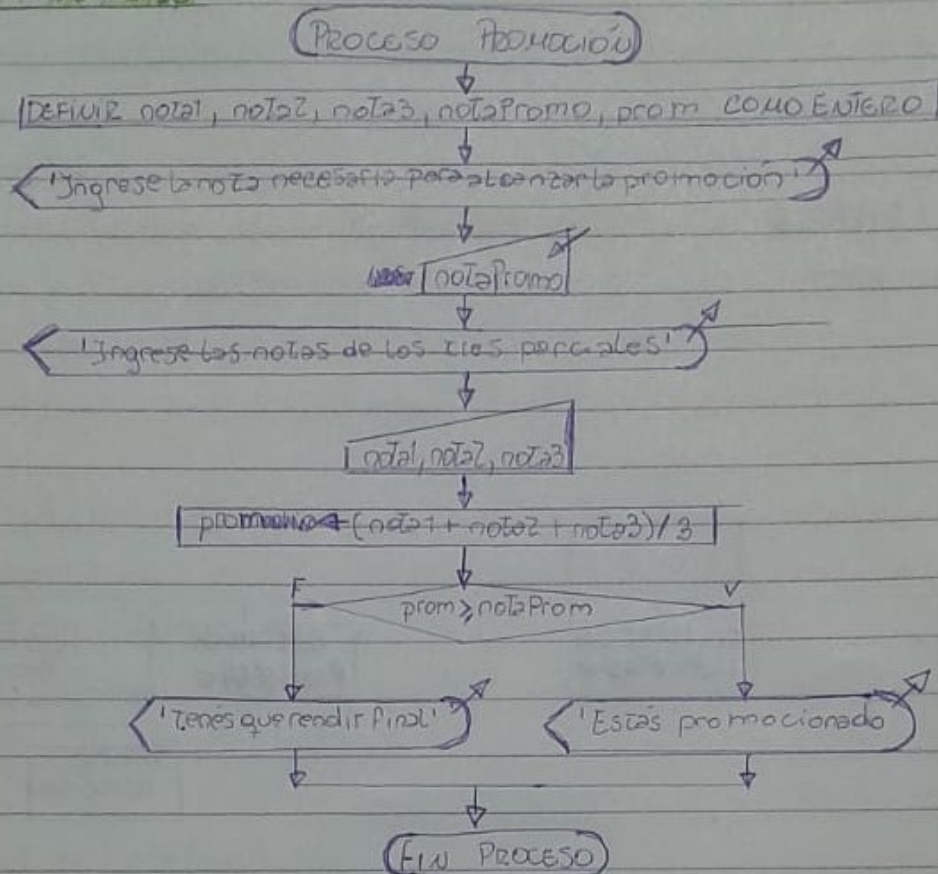 PROCESO PROMOCIÓN
DEFINIR nota1, nota2, nota3, notaPromo, prom COMO ENTERO
'Ingrese la nota necesaria para alcanzar la promoción'
notaPromo
'Ingrese las notas de los tres parciales'
nota1, nota2, nota3
prom ← (nota1 + nota2 + nota3)/3
F V
prom ≥ notaProm
'Tenés que rendir final' 'Estás promocionado
FIN PROCESO